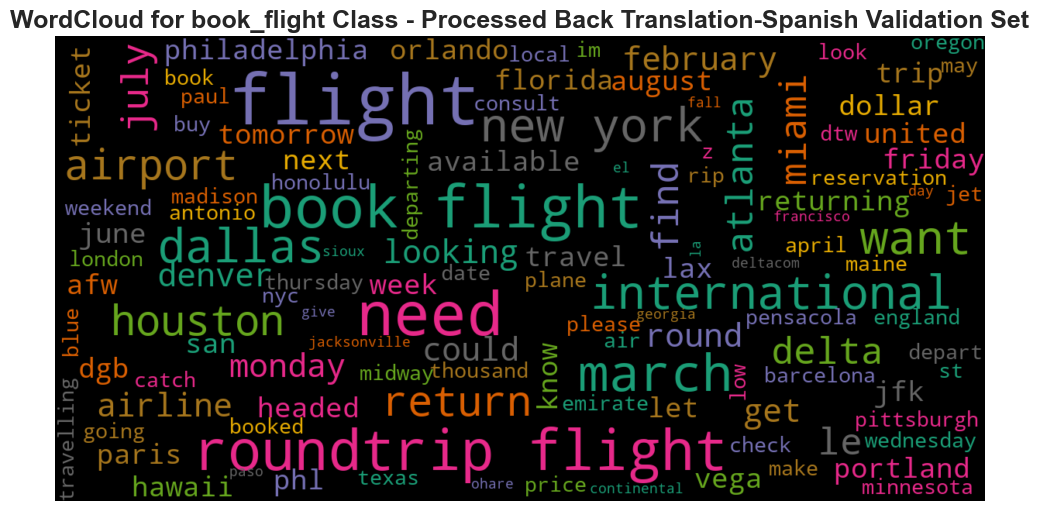 WordCloud for book_flight Class - Processed Back Translation-Spanish Validation Set
ticket
july
philadelphia
orlando
local
im
february
look
oregon
book
paul
flight
consult
florida
august
fall
trip
may
dollar
buy
tomorrow
new york
atlanta
miami
dtw
united
airport
next
departing
available
el
find
z
rip
friday
reservation
day
jet
weekend
madison
antonio
honolulu
book flight
returning
francisco
june
london
dallas
sioux
looking
travel
la
deltacom
april
maine
want
denver
thursday
date
plane
lax
afw
nyc
give
week
need
international
blue
houston
san
jacksonville
could
please
air
georgia
round
pensacola
england
delta
depart
dgb
catch
monday
midway
thousand
know
march
low
barcelona
st
jfk
travelling
airline
headed
return
emirate
let
get
pittsburgh
going
booked
roundtrip flight
check
le
wednesday
paris
hawaii
paso
phl
texas
ohare
price
continental
vega
make
portland
minnesota